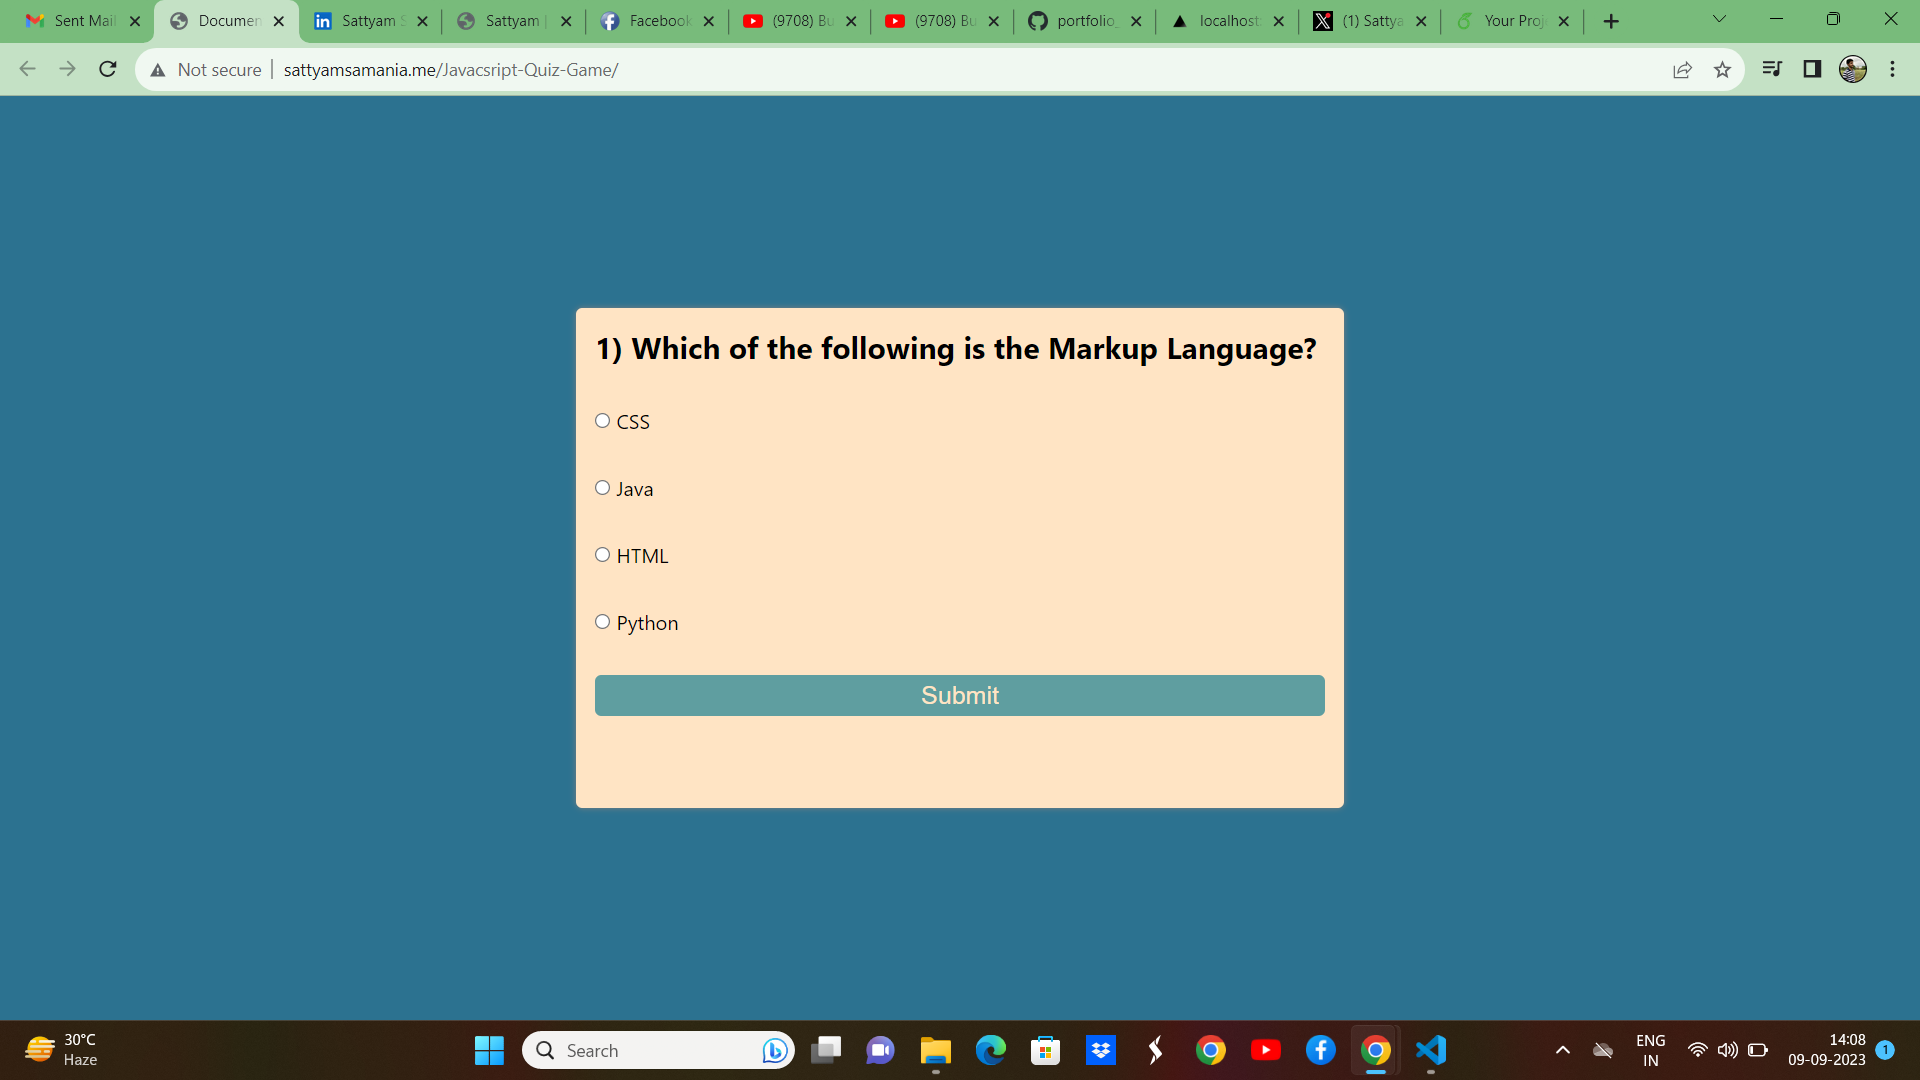 Sent Mail
Documen
Sattyam S
Sattyam
Facebook
(9708) Bu
(9708) Bu
portfolio_
localhost:
(1) Sattya
Your Proj
Not secure
sattyamsamania.me/Javacsript-Quiz-Game/
1) Which of the following is the Markup Language?
CSS
Java
HTML
Python
Submit
30°C
Haze
Search
ENG
IN
14:08
09-09-2023
1